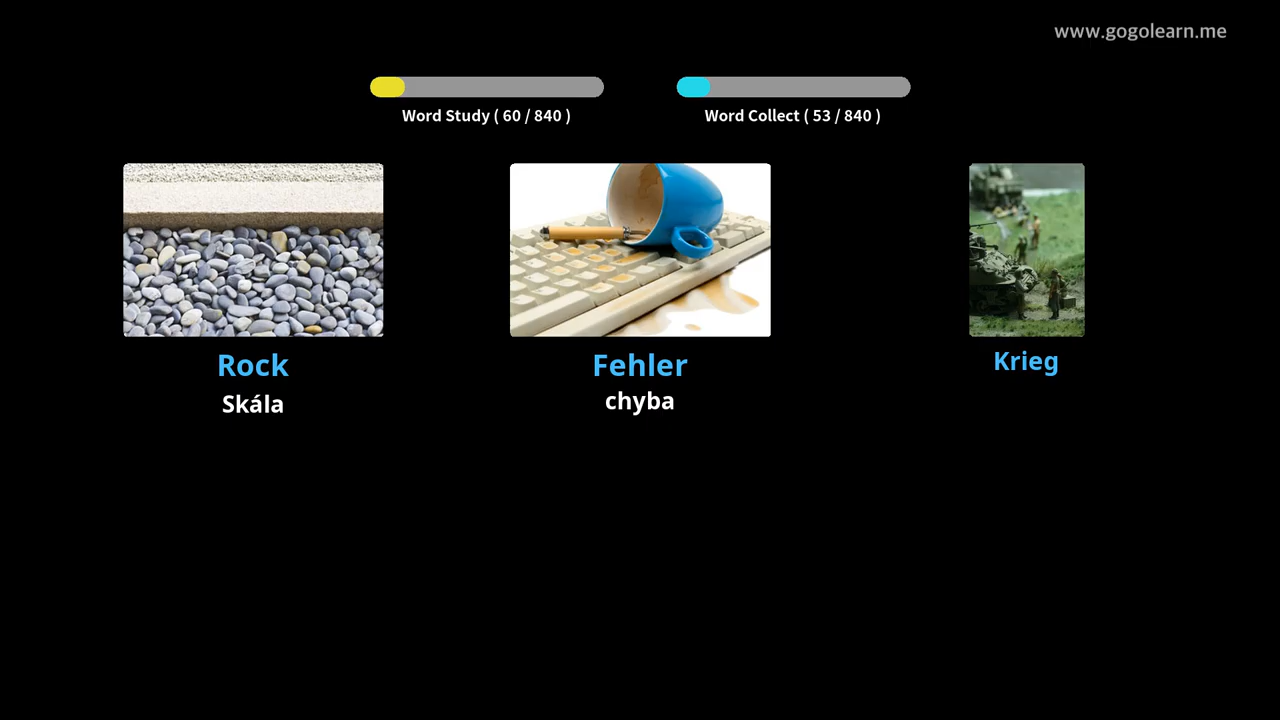 www.gogolearn.me
Word Study ( 60 / 840 )
Word Collect ( 53 / 840 )
Rock
Skála
Fehler
chyba
Krieg